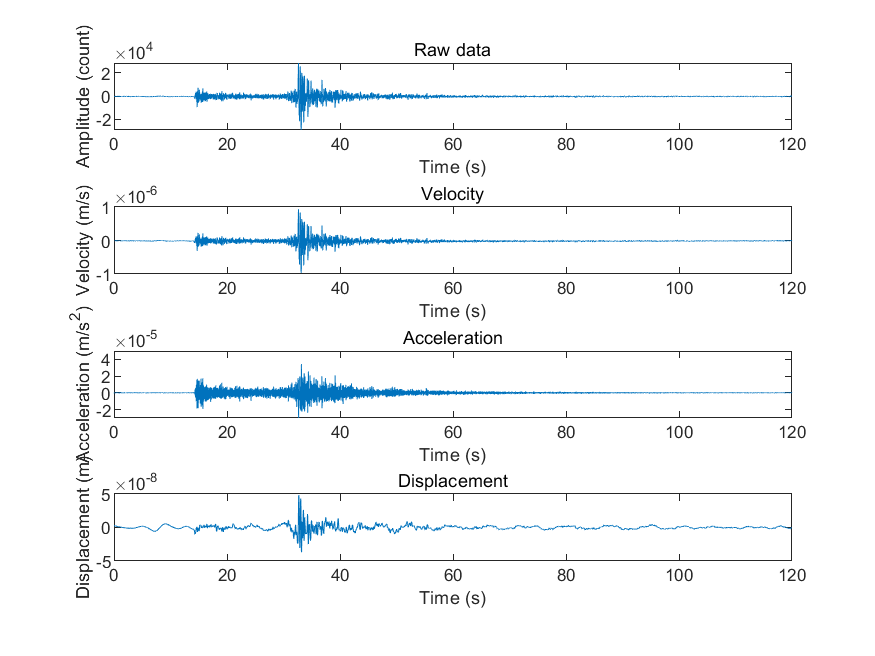 Raw data
×10^4
Amplitude (count)
2
0
-2
0 20 40 60 80 100 120
Time (s)
Velocity
×10^-6
Velocity (m/s)
1
0
-1
0 20 40 60 80 100 120
Time (s)
Acceleration
×10^-5
Acceleration (m/s^2)
4
2
0
-2
0 20 40 60 80 100 120
Time (s)
Displacement
×10^-8
Displacement (m)
5
0
-5
0 20 40 60 80 100 120
Time (s)